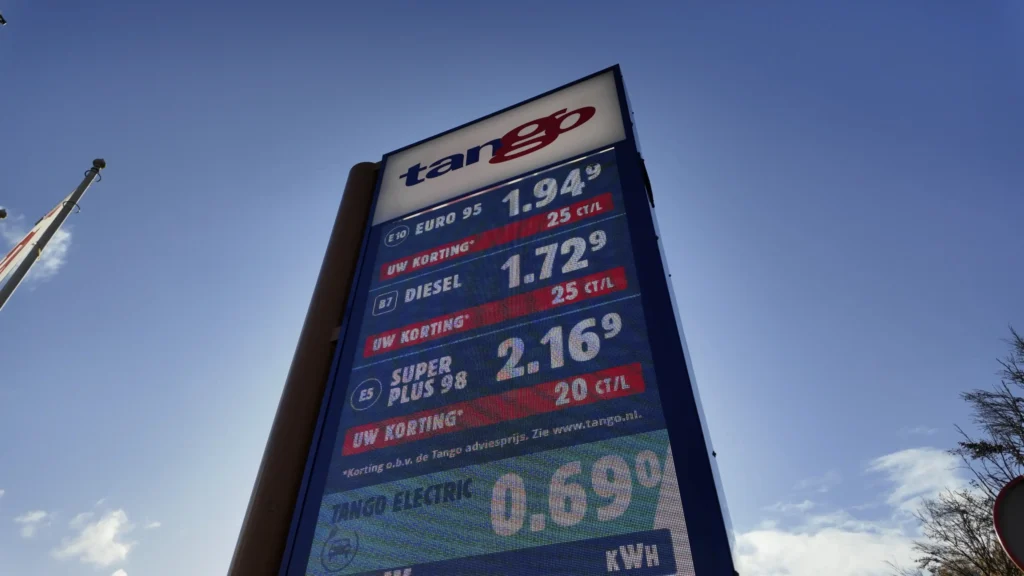 tango
E10 EURO 95 1.94⁹
UW KORTING* 25 CT/L
B7 DIESEL 1.72⁹
UW KORTING* 25 CT/L
E5 SUPER PLUS 98 2.16⁹
UW KORTING* 20 CT/L
*Korting o.b.v. de Tango adviesprijs. Zie www.tango.nl.
TANGO ELECTRIC 0.69⁰
KWH